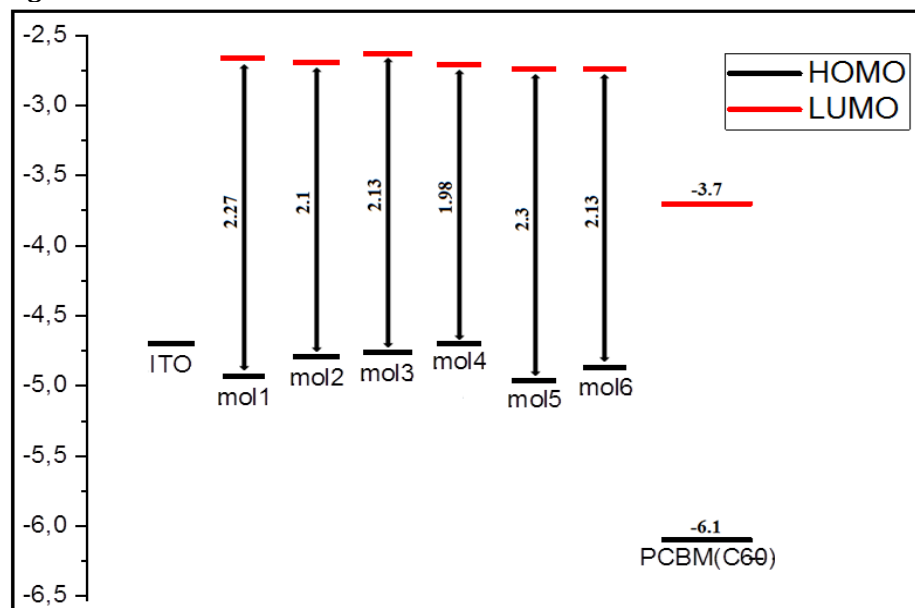 -2,5
-3,0
-3,5
-4,0
-4,5
-5,0
-5,5
-6,0
-6,5
HOMO
LUMO
2.27
2.1
2.13
1.98
2.3
2.13
-3.7
ITO
mol1
mol2
mol3
mol4
mol5
mol6
-6.1
PCBM(C60)